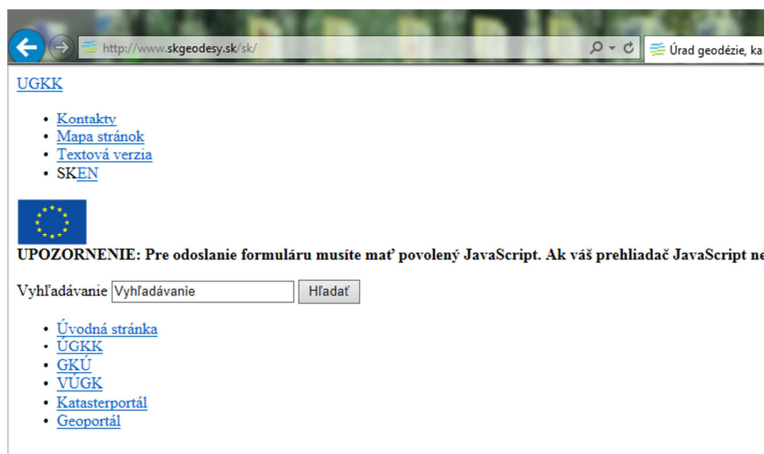 http://www.skgeodesy.sk/sk/
Úrad geodézie, ka
UGKK
Kontakty
Mapa stránok
Textová verzia
SKEN
UPOZORNENIE: Pre odoslanie formuláru musíte mať povolený JavaScript. Ak váš prehliadač JavaScript ne
Vyhľadávanie Vyhľadávanie Hľadať
Úvodná stránka
ÚGKK
GKÚ
VÚGK
Katasterportál
Geoportál